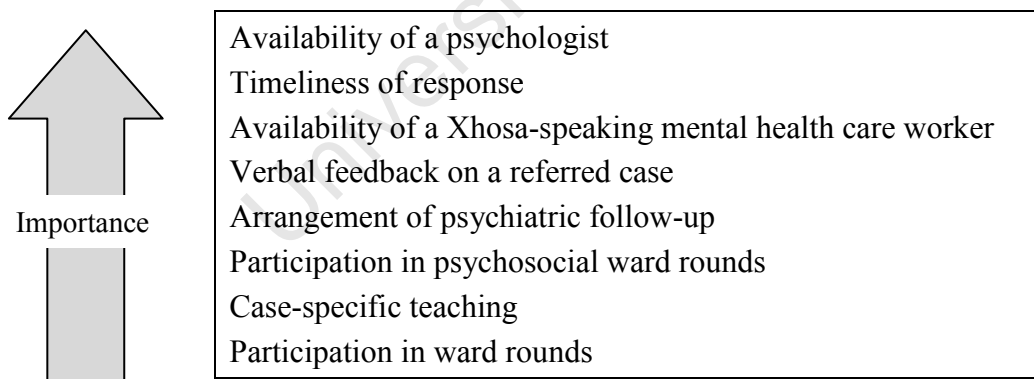 Availability of a psychologist
Timeliness of response
Availability of a Xhosa-speaking mental health care worker
Verbal feedback on a referred case
Importance
Arrangement of psychiatric follow-up
Participation in psychosocial ward rounds
Case-specific teaching
Participation in ward rounds
Univers